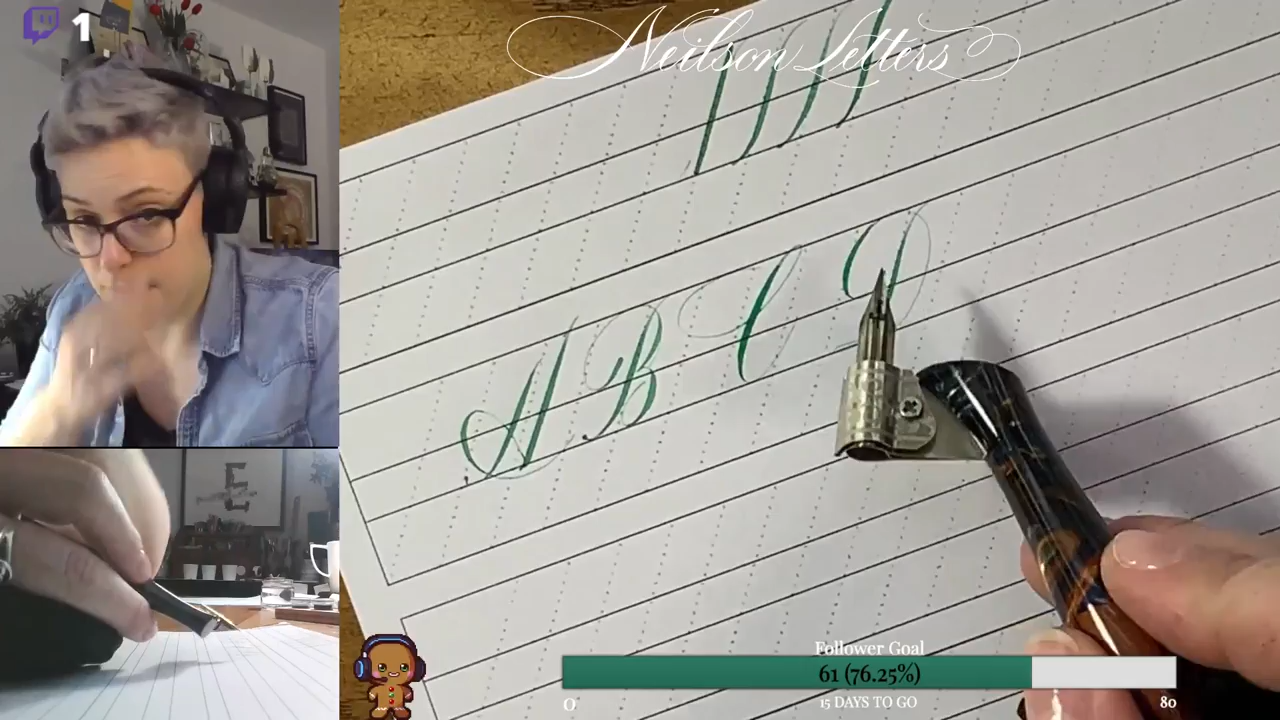 1
Neilson Letters
A B C D
Follower Goal
61 (76.25%)
15 DAYS TO GO
0 80